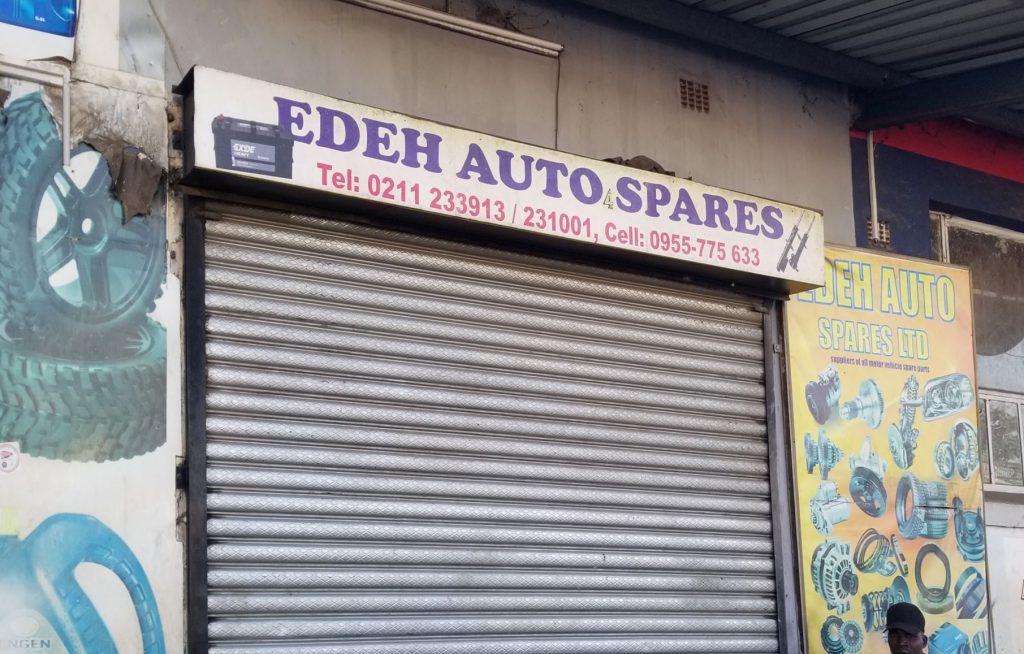 EXIDE
EDEH AUTO 4 SPARES
Tel: 0211 233913 / 231001, Cell: 0955-775 633
EDEH AUTO
SPARES LTD
suppliers of all motor vehicle spare parts
ENGEN